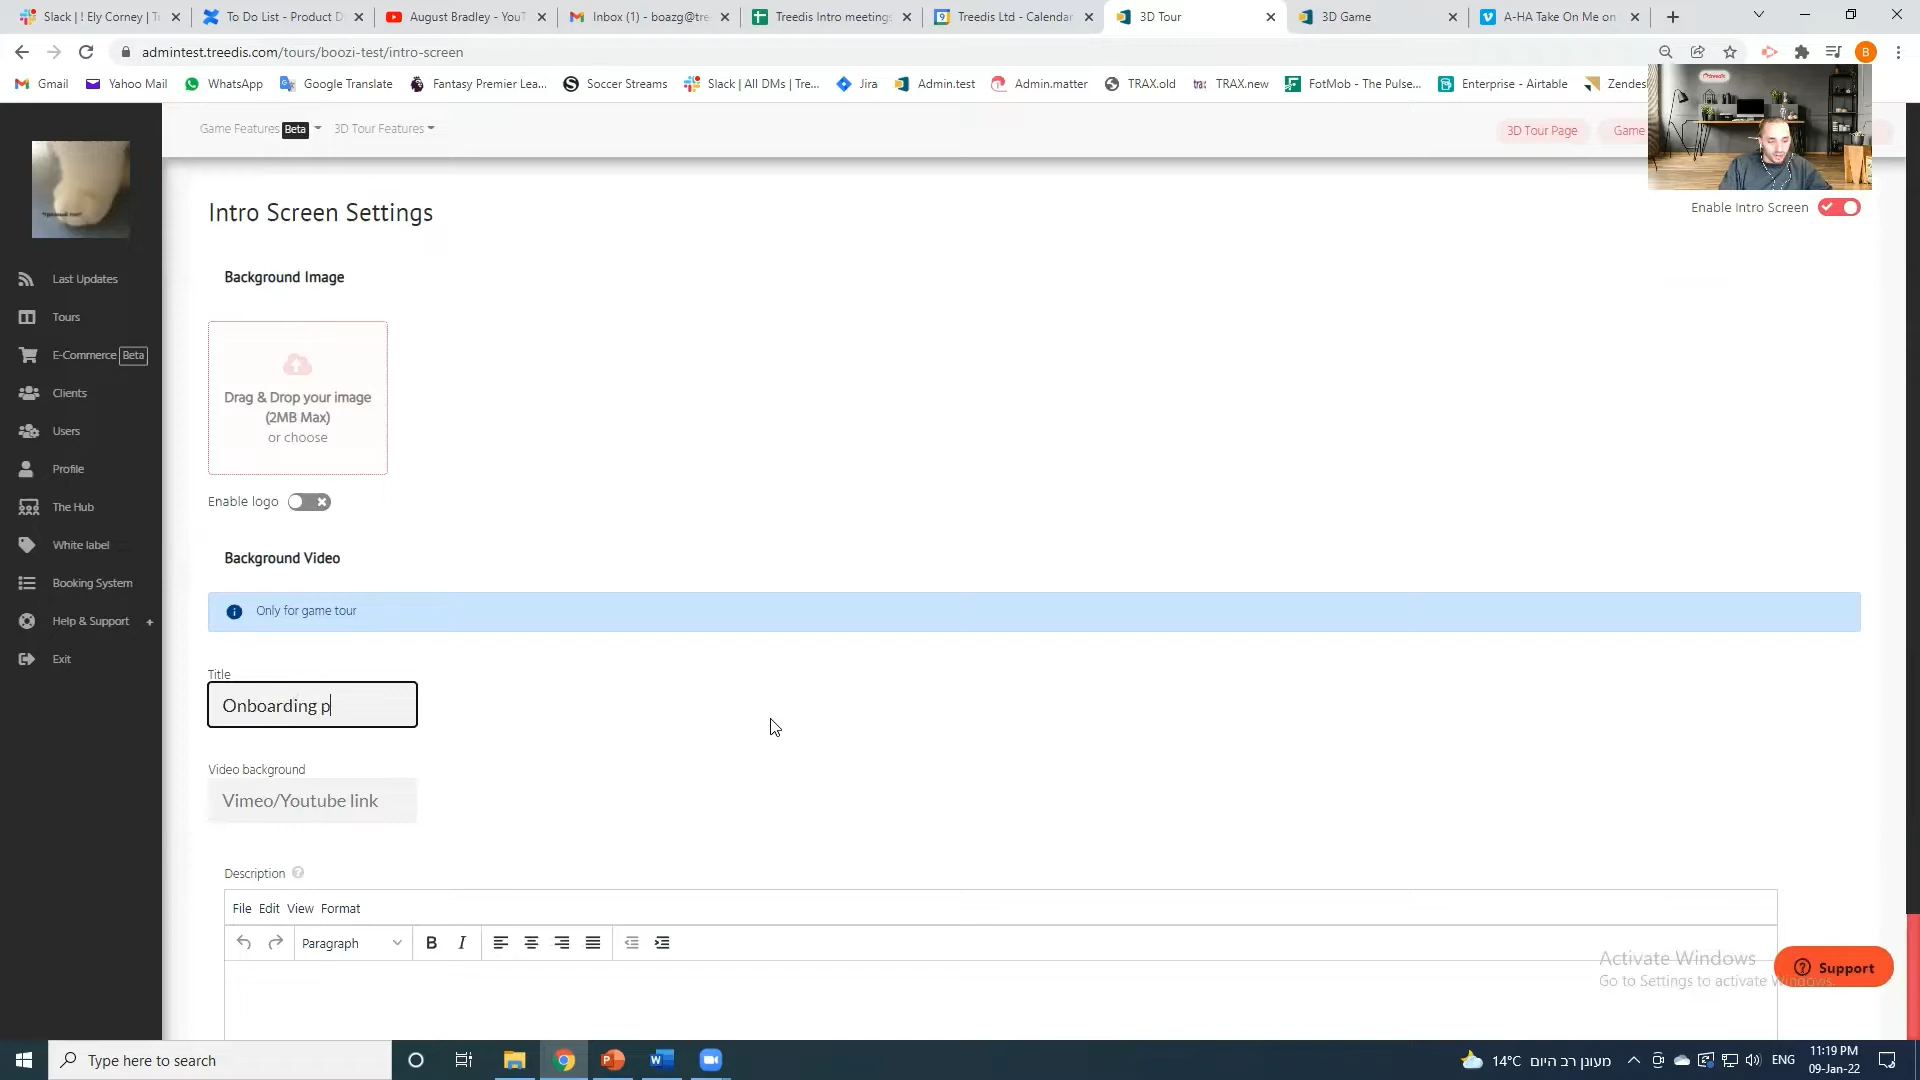 Slack | ! Ely Corney | Ti
To Do List - Product D
August Bradley - YouT
Inbox (1) - boazg@tre
Treedis Intro meeting
Treedis Ltd - Calendar
3D Tour
3D Game
A-HA Take On Me on
admintest.treedis.com/tours/boozi-test/intro-screen
B
Gmail
Yahoo Mail
WhatsApp
Google Translate
Fantasy Premier Lea...
Soccer Streams
Slack | All DMs | Tre...
Jira
Admin.test
Admin.matter
TRAX.old
TRAX.new
FotMob - The Pulse...
Enterprise - Airtable
Zendes
Game Features Beta
3D Tour Features
3D Tour Page
Game
Intro Screen Settings
Enable Intro Screen
Last Updates
Tours
E-Commerce Beta
Clients
Users
Profile
The Hub
White label
Booking System
Help & Support +
Exit
Background Image
Drag & Drop your image
(2MB Max)
or choose
Enable logo
Background Video
Only for game tour
Title
Onboarding p
Video background
Vimeo/Youtube link
Description
File Edit View Format
Paragraph
B I
Activate Windows
Go to Settings to activate Windows.
Support
Type here to search
14°C מעונן רב היום
ENG
11:19 PM
09-Jan-22